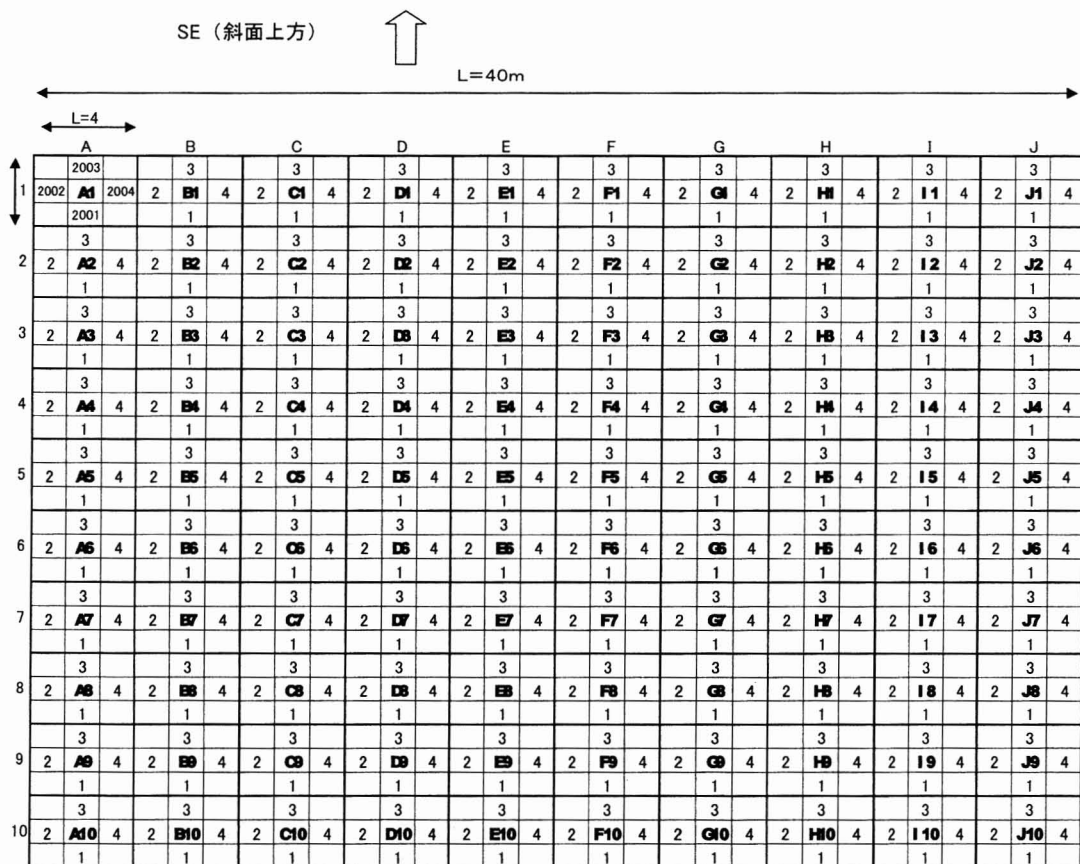 SE（斜面上方）
L=40m
L=4
A B C D E F G H I J
2003 3 3 3 3 3 3 3 3 3
1 2002 A1 2004 2 B1 4 2 C1 4 2 D1 4 2 E1 4 2 F1 4 2 G1 4 2 H1 4 2 I1 4 2 J1 4
2001 1 1 1 1 1 1 1 1 1
3 3 3 3 3 3 3 3 3 3
2 2 A2 4 2 B2 4 2 C2 4 2 D2 4 2 E2 4 2 F2 4 2 G2 4 2 H2 4 2 I2 4 2 J2 4
1 1 1 1 1 1 1 1 1 1
3 3 3 3 3 3 3 3 3 3
3 2 A3 4 2 B3 4 2 C3 4 2 D3 4 2 E3 4 2 F3 4 2 G3 4 2 H3 4 2 I3 4 2 J3 4
1 1 1 1 1 1 1 1 1 1
3 3 3 3 3 3 3 3 3 3
4 2 A4 4 2 B4 4 2 C4 4 2 D4 4 2 E4 4 2 F4 4 2 G4 4 2 H4 4 2 I4 4 2 J4 4
1 1 1 1 1 1 1 1 1 1
3 3 3 3 3 3 3 3 3 3
5 2 A5 4 2 B5 4 2 C5 4 2 D5 4 2 E5 4 2 F5 4 2 G5 4 2 H5 4 2 I5 4 2 J5 4
1 1 1 1 1 1 1 1 1 1
3 3 3 3 3 3 3 3 3 3
6 2 A6 4 2 B6 4 2 C6 4 2 D6 4 2 E6 4 2 F6 4 2 G6 4 2 H6 4 2 I6 4 2 J6 4
1 1 1 1 1 1 1 1 1 1
3 3 3 3 3 3 3 3 3 3
7 2 A7 4 2 B7 4 2 C7 4 2 D7 4 2 E7 4 2 F7 4 2 G7 4 2 H7 4 2 I7 4 2 J7 4
1 1 1 1 1 1 1 1 1 1
3 3 3 3 3 3 3 3 3 3
8 2 A8 4 2 B8 4 2 C8 4 2 D8 4 2 E8 4 2 F8 4 2 G8 4 2 H8 4 2 I8 4 2 J8 4
1 1 1 1 1 1 1 1 1 1
3 3 3 3 3 3 3 3 3 3
9 2 A9 4 2 B9 4 2 C9 4 2 D9 4 2 E9 4 2 F9 4 2 G9 4 2 H9 4 2 I9 4 2 J9 4
1 1 1 1 1 1 1 1 1 1
3 3 3 3 3 3 3 3 3 3
10 2 A10 4 2 B10 4 2 C10 4 2 D10 4 2 E10 4 2 F10 4 2 G10 4 2 H10 4 2 I10 4 2 J10 4
1 1 1 1 1 1 1 1 1 1